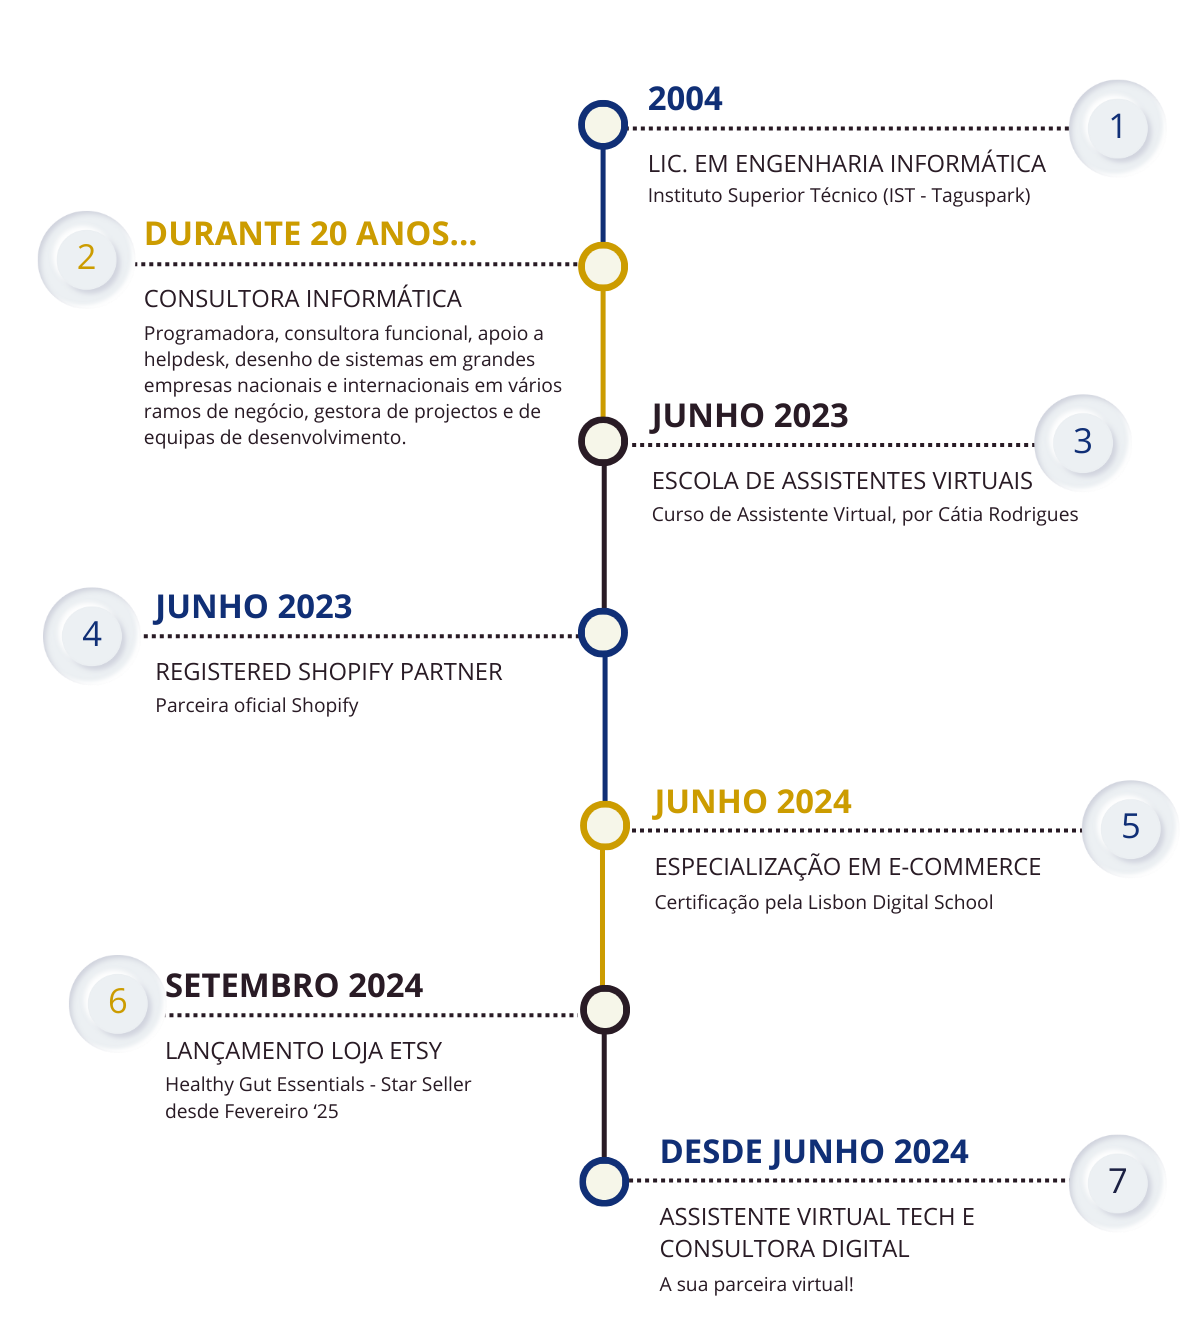 2004
1
LIC. EM ENGENHARIA INFORMÁTICA
Instituto Superior Técnico (IST - Taguspark)
2
DURANTE 20 ANOS...
CONSULTORA INFORMÁTICA
Programadora, consultora funcional, apoio a
helpdesk, desenho de sistemas em grandes
empresas nacionais e internacionais em vários
ramos de negócio, gestora de projectos e de
equipas de desenvolvimento.
JUNHO 2023
3
ESCOLA DE ASSISTENTES VIRTUAIS
Curso de Assistente Virtual, por Cátia Rodrigues
4
JUNHO 2023
REGISTERED SHOPIFY PARTNER
Parceira oficial Shopify
JUNHO 2024
5
ESPECIALIZAÇÃO EM E-COMMERCE
Certificação pela Lisbon Digital School
6
SETEMBRO 2024
LANÇAMENTO LOJA ETSY
Healthy Gut Essentials - Star Seller
desde Fevereiro ‘25
DESDE JUNHO 2024
7
ASSISTENTE VIRTUAL TECH E
CONSULTORA DIGITAL
A sua parceira virtual!